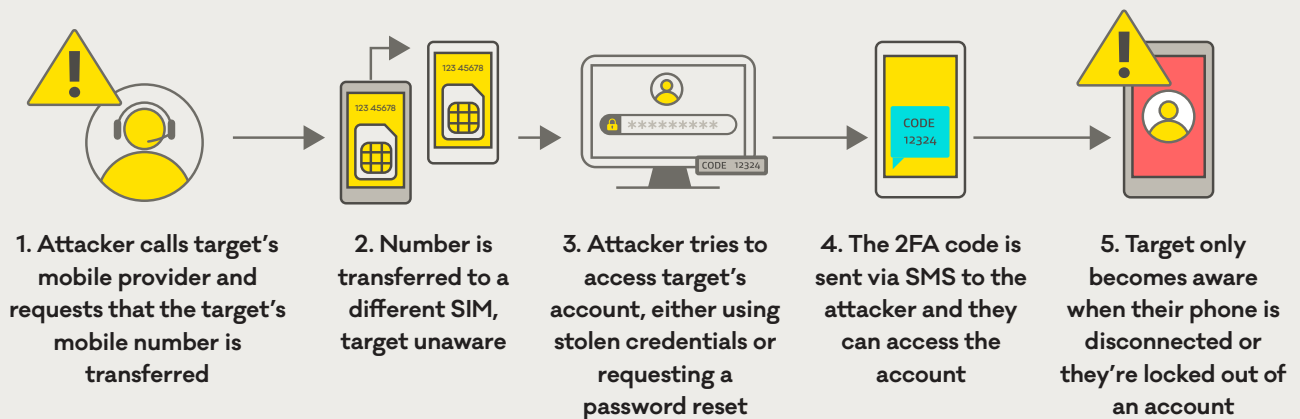 !
123 45678
123 45678
*********
CODE 12324
CODE
12324
!
1. Attacker calls target's
mobile provider and
requests that the target's
mobile number is
transferred
2. Number is
transferred to a
different SIM,
target unaware
3. Attacker tries to
access target's
account, either using
stolen credentials or
requesting a
password reset
4. The 2FA code is
sent via SMS to the
attacker and they
can access the
account
5. Target only
becomes aware
when their phone is
disconnected or
they're locked out of
an account